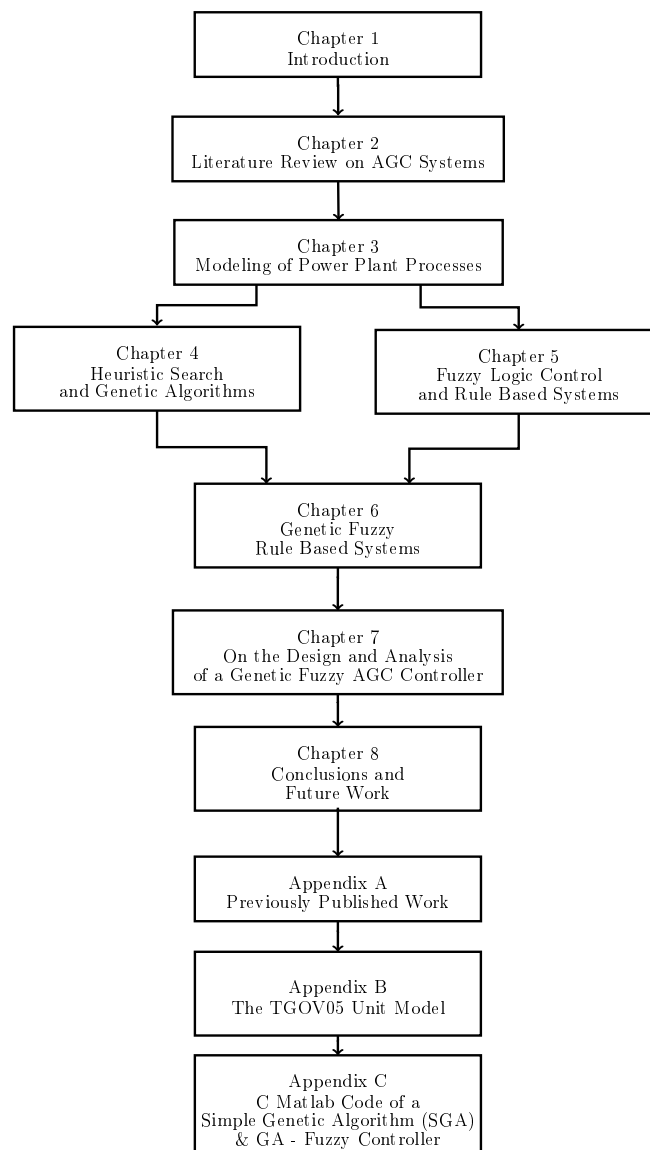 Chapter 1
Introduction
Chapter 2
Literature Review on AGC Systems
Chapter 3
Modeling of Power Plant Processes
Chapter 4
Heuristic Search
and Genetic Algorithms
Chapter 5
Fuzzy Logic Control
and Rule Based Systems
Chapter 6
Genetic Fuzzy
Rule Based Systems
Chapter 7
On the Design and Analysis
of a Genetic Fuzzy AGC Controller
Chapter 8
Conclusions and
Future Work
Appendix A
Previously Published Work
Appendix B
The TGOV05 Unit Model
Appendix C
C Matlab Code of a
Simple Genetic Algorithm (SGA)
& GA - Fuzzy Controller